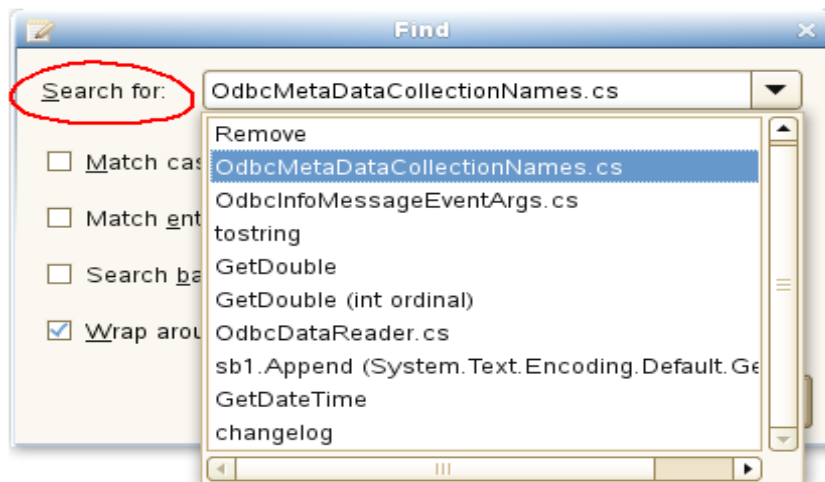 Find
Search for: OdbcMetaDataCollectionNames.cs
Remove
Match cas
OdbcMetaDataCollectionNames.cs
OdbcInfoMessageEventArgs.cs
Match ent
tostring
GetDouble
Search ba
GetDouble (int ordinal)
OdbcDataReader.cs
Wrap arou
sb1.Append (System.Text.Encoding.Default.Ge
GetDateTime
changelog